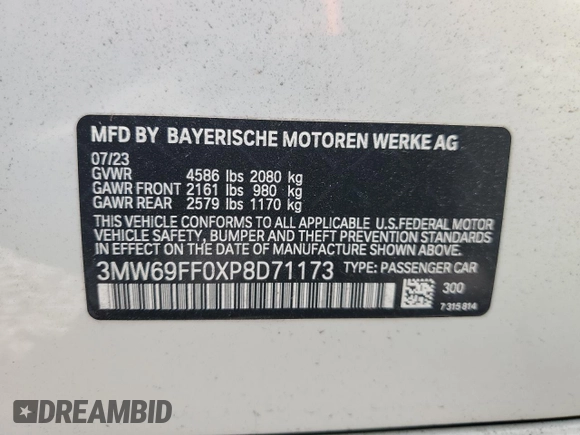 MFD BY BAYERISCHE MOTOREN WERKE AG
07/23
GVWR 4586 lbs 2080 kg
GAWR FRONT 2161 lbs 980 kg
GAWR REAR 2579 lbs 1170 kg
THIS VEHICLE CONFORMS TO ALL APPLICABLE U.S. FEDERAL MOTOR
VEHICLE SAFETY, BUMPER AND THEFT PREVENTION STANDARDS
IN EFFECT ON THE DATE OF MANUFACTURE SHOWN ABOVE.
3MW69FF0XP8D71173 TYPE: PASSENGER CAR
300
7 315 814
DREAMBID